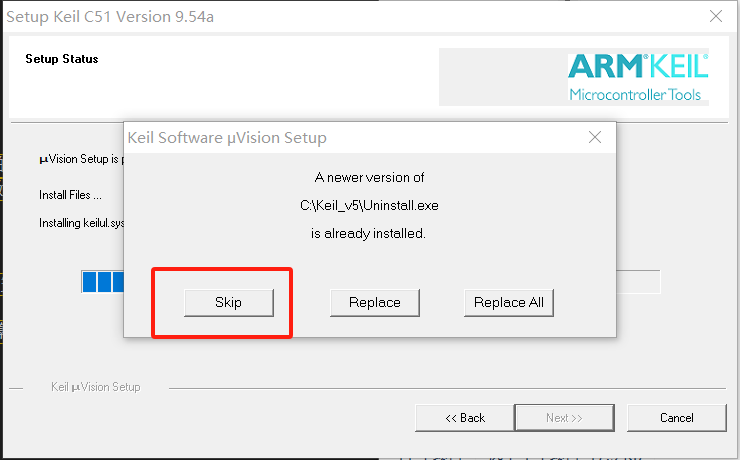 Setup Keil C51 Version 9.54a
Setup Status
ARM®KEIL®
Microcontroller Tools
Keil Software µVision Setup
A newer version of
C:\Keil_v5\Uninstall.exe
is already installed.
µVision Setup is
Install Files ...
Installing keilul.sys
Skip
Replace
Replace All
Keil µVision Setup
<< Back
Next >>
Cancel